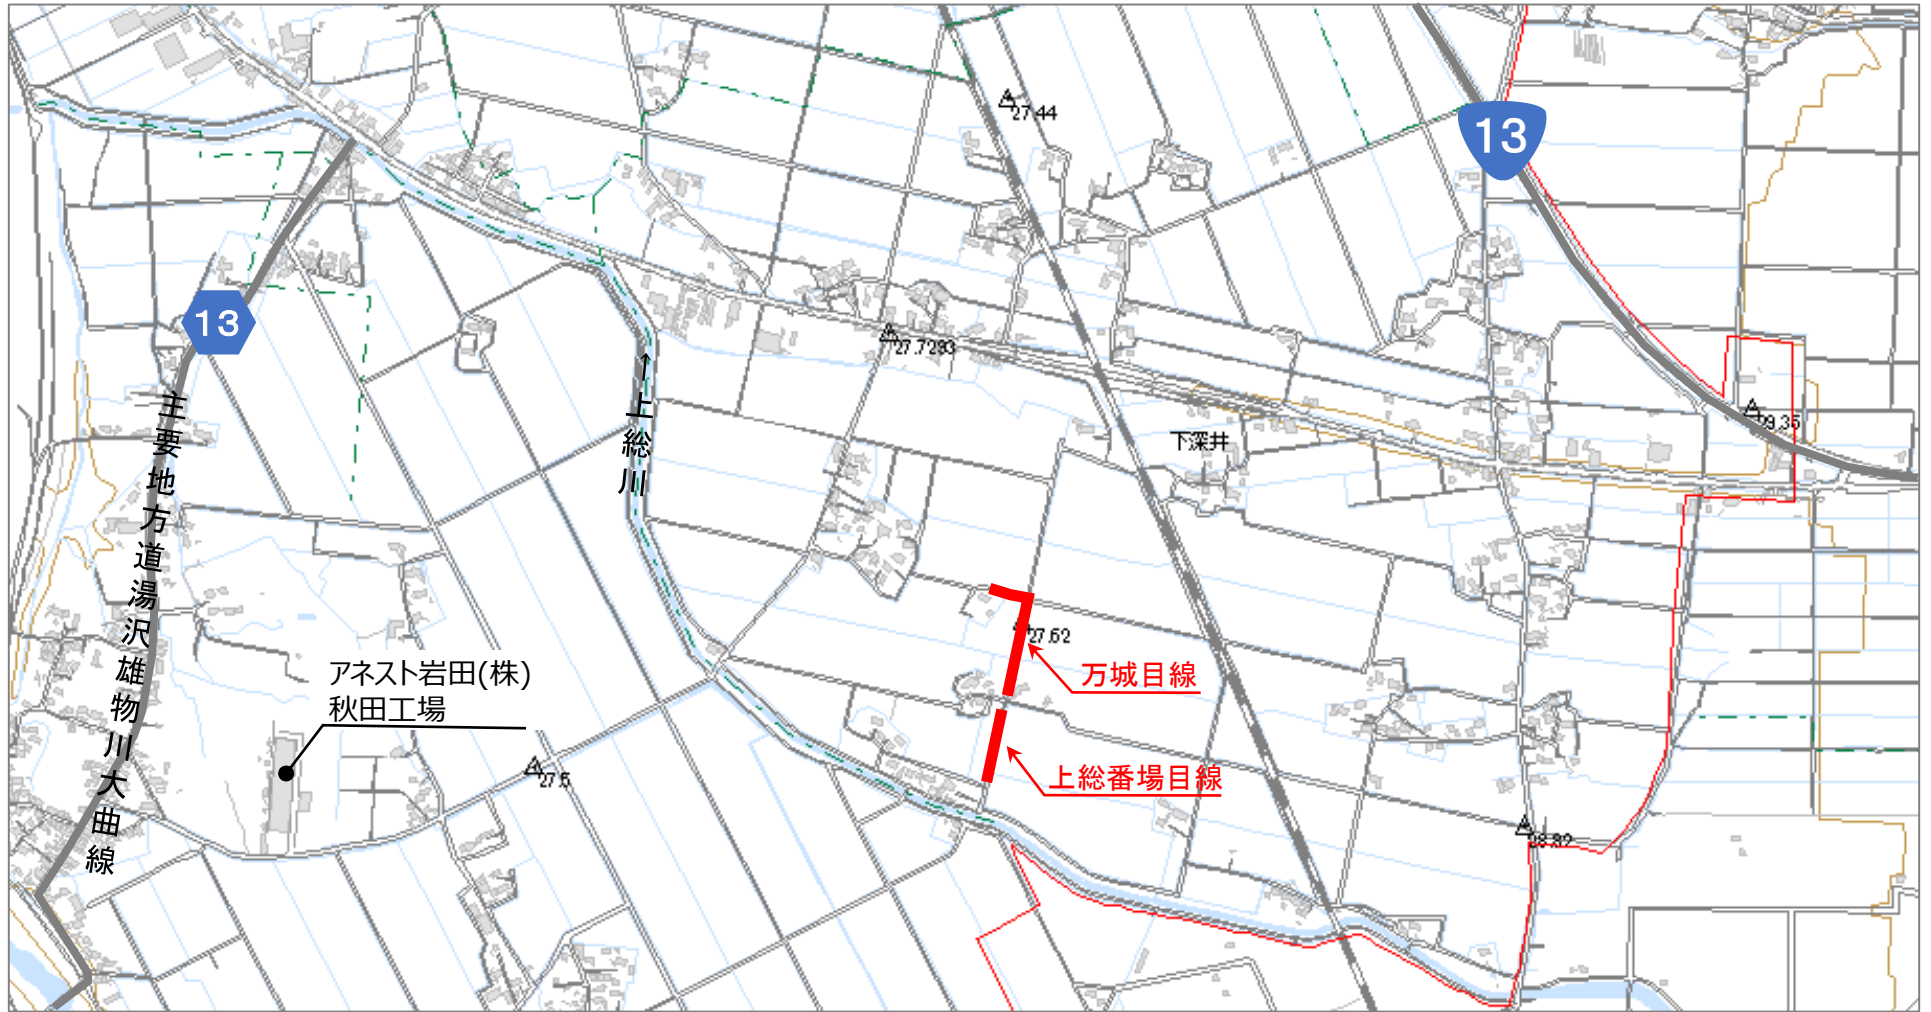 27.44
13
13
27.7293
主要地方道湯沢雄物川大曲線
←上総川
下深井
29.35
27.62
万城目線
アネスト岩田(株)
秋田工場
27.5
上総番場目線
28.82